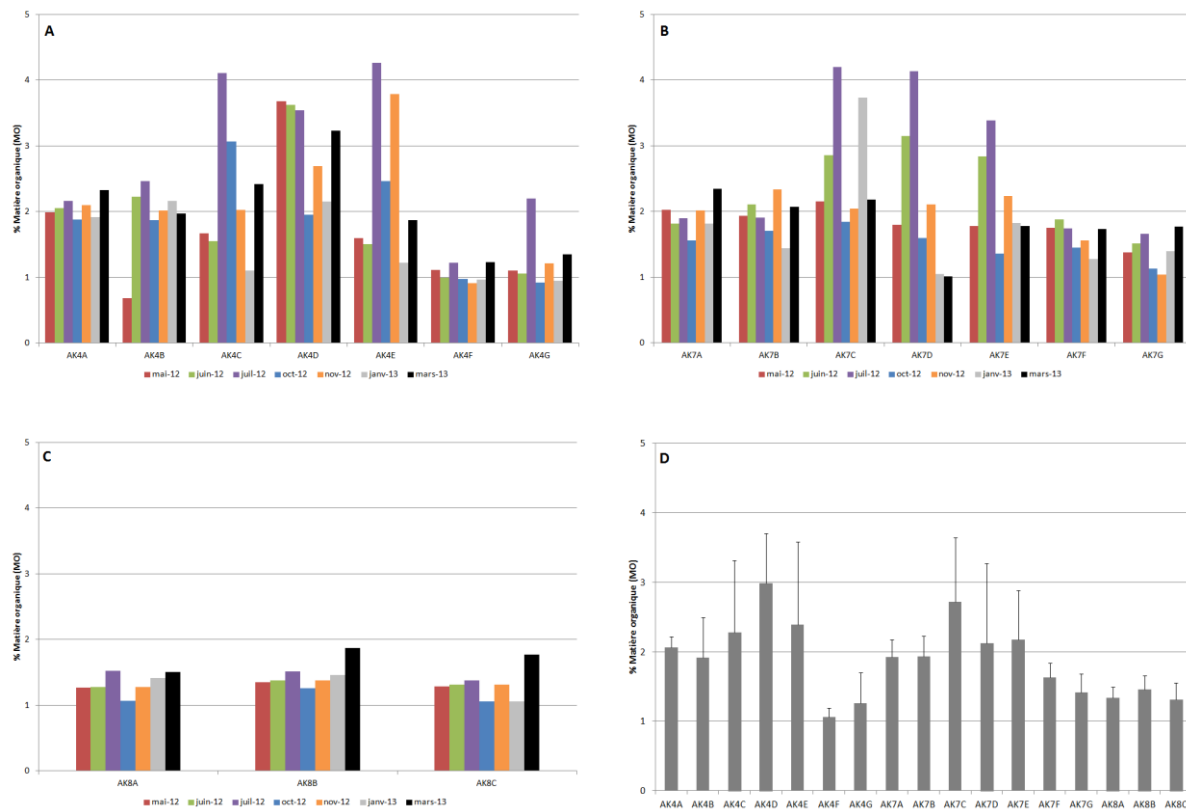 A
% Matière organique (MO)
5
4
3
2
1
0
AK4A AK4B AK4C AK4D AK4E AK4F AK4G
mai-12 juin-12 juil-12 oct-12 nov-12 janv-13 mars-13
B
% Matière organique (MO)
5
4
3
2
1
0
AK7A AK7B AK7C AK7D AK7E AK7F AK7G
mai-12 juin-12 juil-12 oct-12 nov-12 janv-13 mars-13
C
% Matière organique (MO)
5
4
3
2
1
0
AK8A AK8B AK8C
mai-12 juin-12 juil-12 oct-12 nov-12 janv-13 mars-13
D
% Matière organique (MO)
5
4
3
2
1
0
AK4A AK4B AK4C AK4D AK4E AK4F AK4G AK7A AK7B AK7C AK7D AK7E AK7F AK7G AK8A AK8B AK8C